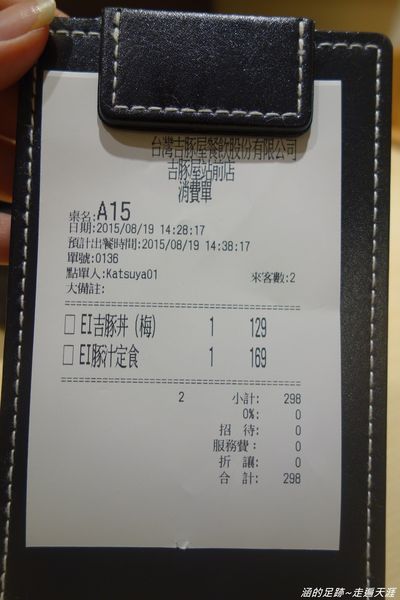 台灣吉豚屋餐飲股份有限公司
吉豚屋站前店
消費單
桌名:A15
日期:2015/08/19 14:28:17
預計出餐時間:2015/08/19 14:38:17
單號:0136
點單人:Katsuya01 來客數:2
大備註:
□ EI吉豚丼(梅) 1 129
□ EI豚汁定食 1 169
2 小計: 298
0%: 0
招 待: 0
服務費: 0
折 讓: 0
合 計: 298
涵的足跡~走遍天涯